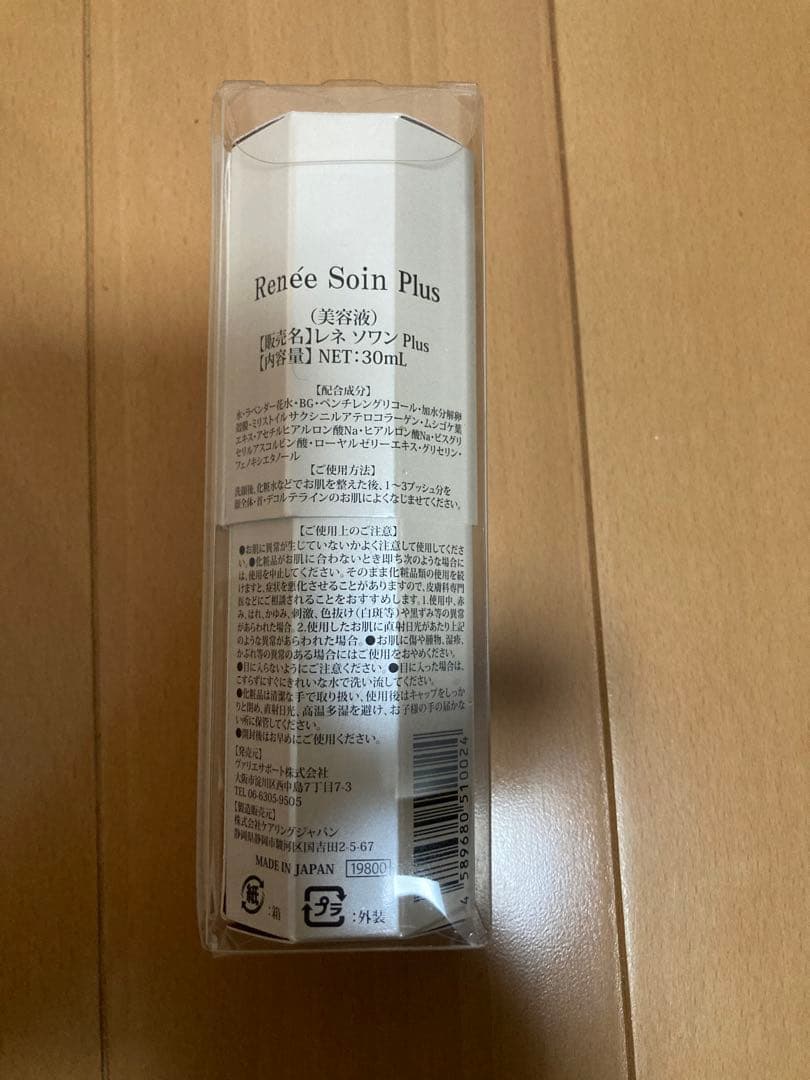 Renée Soin Plus
(美容液)
【販売名】レネ ソワン Plus
【内容量】 NET:30mL
【配合成分】
水・ラベンダー花水・BG・ペンチレングリコール・加水分解卵
殻膜・ミリストイルサクシニルアテロコラーゲン・ムシゴケ葉
エキス・アセチルヒアルロン酸Na・ヒアルロン酸Na・ビスグリ
セリルアスコルビン酸・ローヤルゼリーエキス・グリセリン・
フェノキシエタノール
【ご使用方法】
洗顔後、化粧水などでお肌を整えた後、1〜3プッシュ分を
顔全体・首・デコルテラインのお肌によくなじませてください。
【ご使用上のご注意】
●お肌に異常が生じていないかよく注意して使用してくださ
い。●化粧品がお肌に合わないとき即ち次のような場合に
は、使用を中止してください。そのまま化粧品類の使用を続
けますと、症状を悪化させることがありますので、皮膚科専門
医などにご相談されることをおすすめします。1.使用中、赤
み、はれ、かゆみ、刺激、色抜け(白斑等)や黒ずみ等の異常
があらわれた場合。2.使用したお肌に直射日光があたり上記
のような異常があらわれた場合。●お肌に傷や腫物、湿疹、
かぶれ等の異常のある場合にはご使用をおやめください。
●目に入らないようにご注意ください。●目に入った場合は、
こすらずにすぐにきれいな水で洗い流してください。
●化粧品は清潔な手で取り扱い、使用後はキャップをしっか
りと閉め、直射日光、高温多湿を避け、お子様の手の届かな
い所に保管してください。
●開封後はお早めにご使用ください。
【発売元】
ヴァリエサポート株式会社
大阪市淀川区西中島7丁目7-3
TEL 06-6305-9505
【製造販売元】
株式会社ケアリングジャパン
静岡県静岡市駿河区国吉田2-5-67
MADE IN JAPAN 19800
紙 :箱 プラ :外装
4 589680 510024